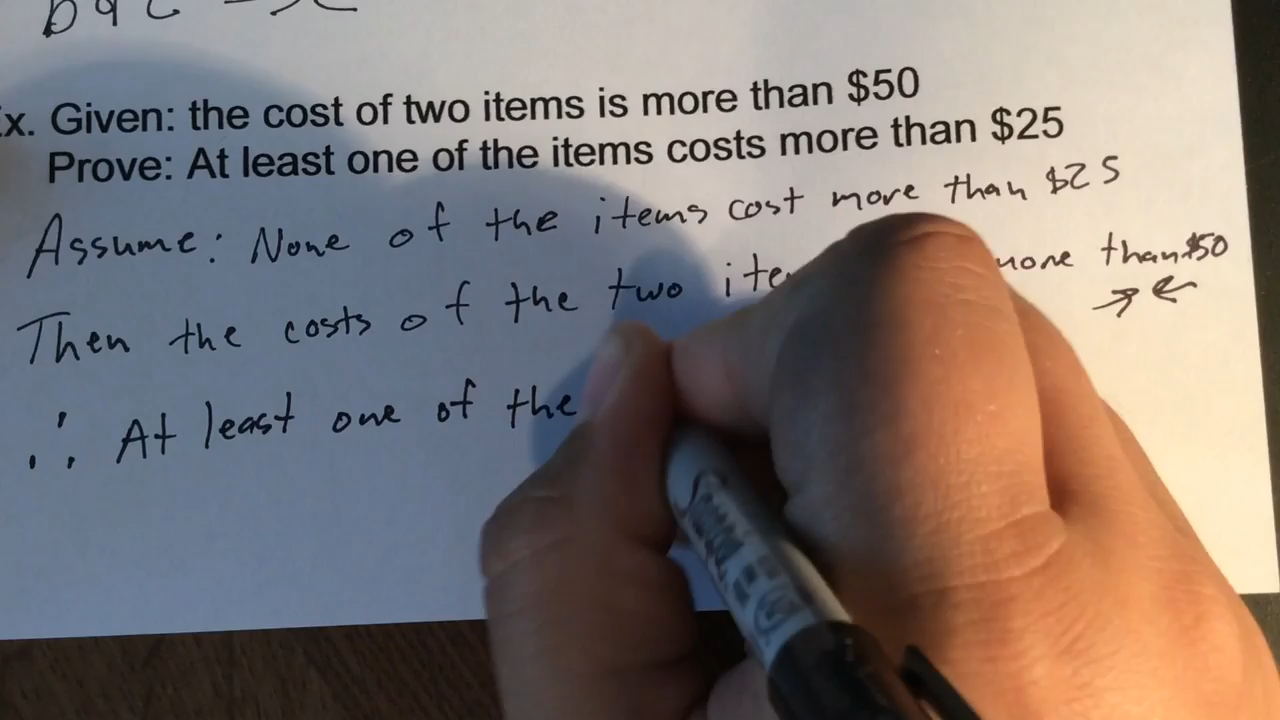 x. Given: the cost of two items is more than $50
Prove: At least one of the items costs more than $25
Assume: None of the items cost more than $25
Then the costs of the two more than $50
→←
∴ At least one of the